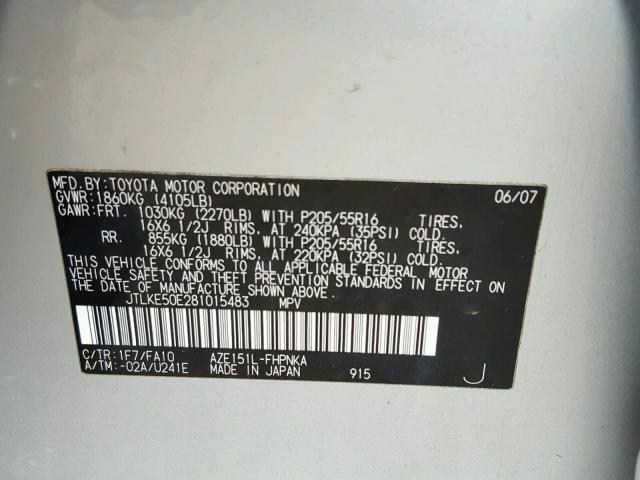 MFD.BY:TOYOTA MOTOR CORPORATION 06/07
GVWR:1860KG (4105LB)
GAWR:FRT. 1030KG (2270LB) WITH P205/55R16 TIRES,
16X6 1/2J RIMS, AT 240KPA (35PSI) COLD.
RR. 855KG (1880LB) WITH P205/55R16 TIRES,
16X6 1/2J RIMS, AT 220KPA (32PSI) COLD.
THIS VEHICLE CONFORMS TO ALL APPLICABLE FEDERAL MOTOR
VEHICLE SAFETY AND THEFT PREVENTION STANDARDS IN EFFECT ON
THE DATE OF MANUFACTURE SHOWN ABOVE.
JTLKE50E281015483 MPV
C/TR:1F7/FA10 AZE151L-FHPNKA
A/TM:-02A/U241E MADE IN JAPAN 915 J